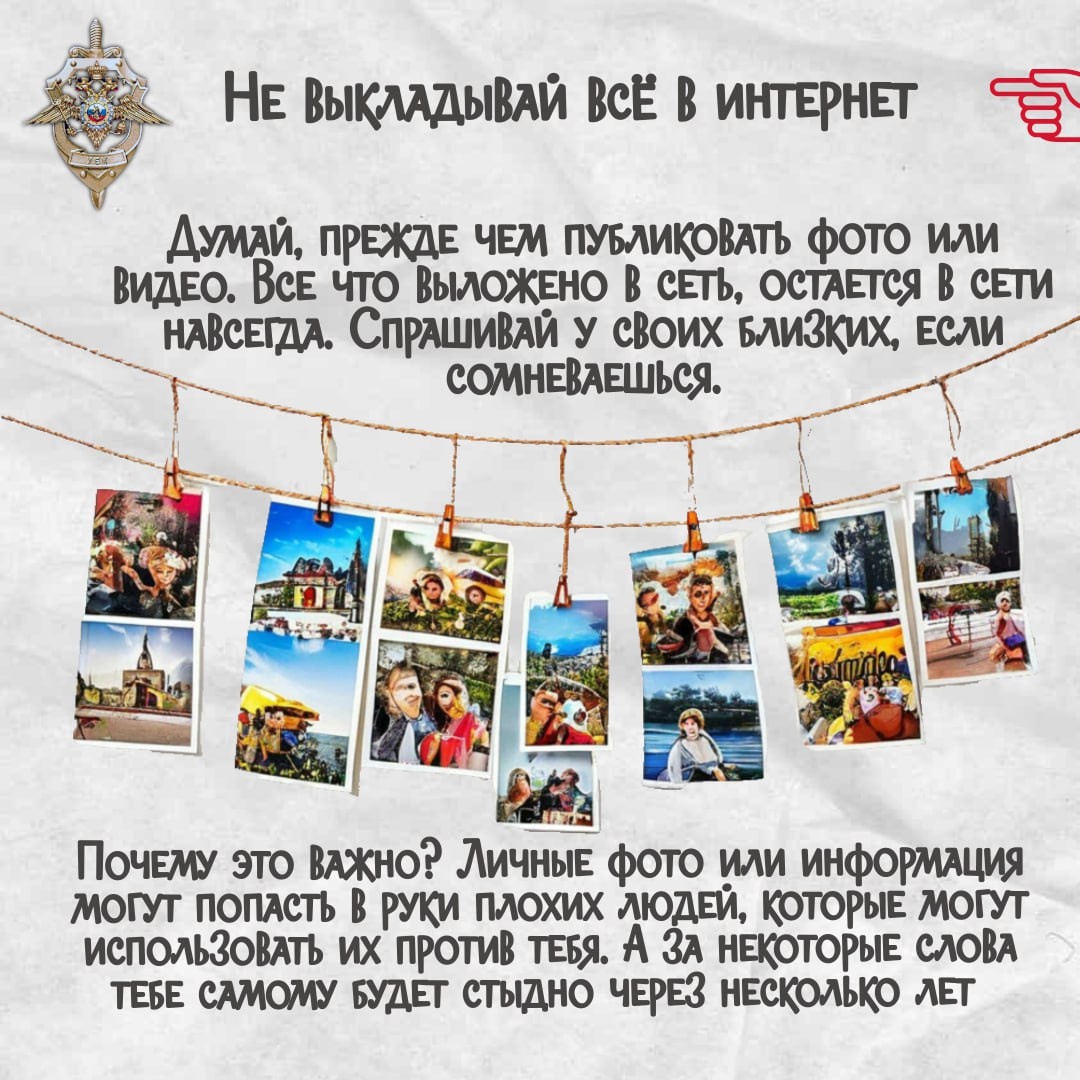 Не выкладывай всё в интернет
Думай, прежде чем публиковать фото или
видео. Все что выложено в сеть, остается в сети
навсегда. Спрашивай у своих близких, если
сомневаешься.
Почему это важно? Личные фото или информация
могут попасть в руки плохих людей, которые могут
использовать их против тебя. А за некоторые слова
тебе самому будет стыдно через несколько лет